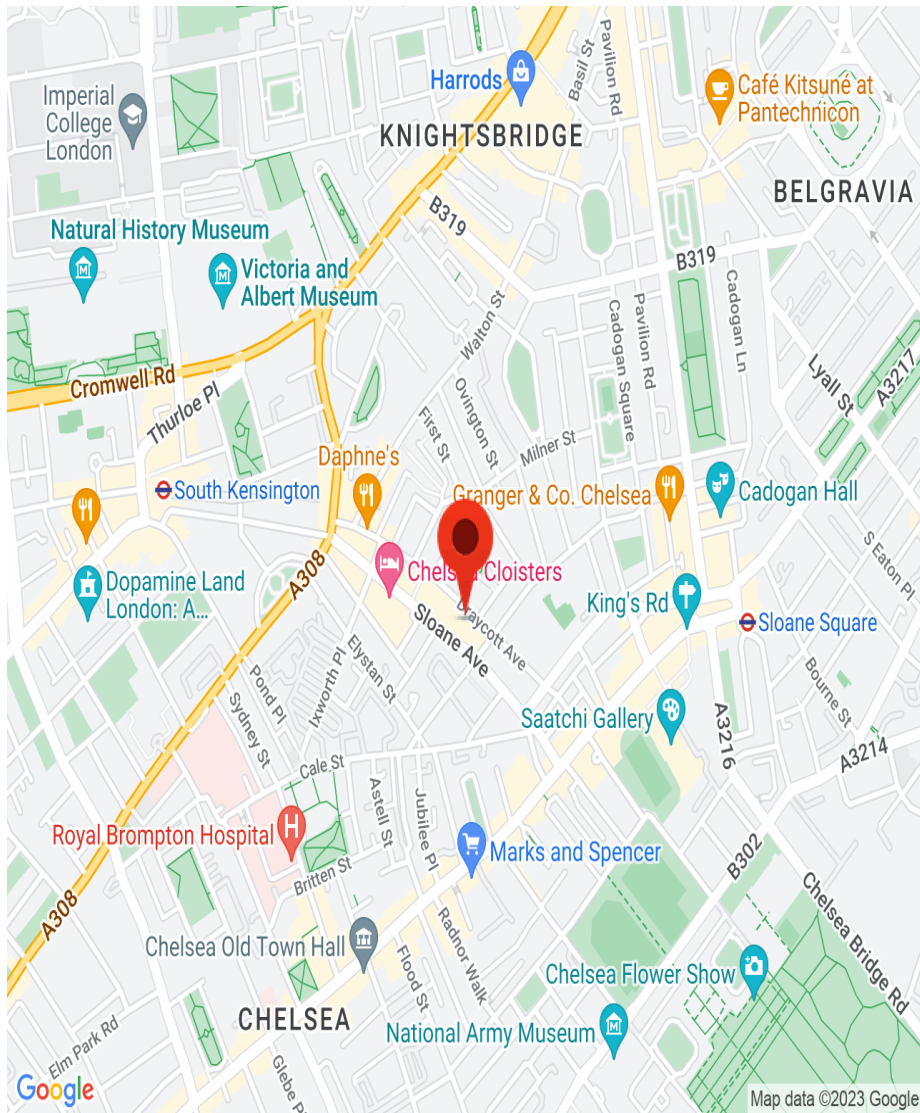 Harrods
Basil St
Pavilion Rd
Café Kitsuné at
Pantechnicon
Imperial
College
London
KNIGHTSBRIDGE
BELGRAVIA
B319
Natural History Museum
Victoria and
Albert Museum
B319
Walton St
Cadogan Square
Pavilion Rd
Cadogan Ln
Lyall St
A3217
Cromwell Rd
Thurloe Pl
First St
Ovington St
Milner St
Daphne's
South Kensington
Granger & Co. Chelsea
Cadogan Hall
S Eaton Pl
Dopamine Land
London: A...
A308
Chelsea Cloisters
Draycott Ave
Sloane Ave
King's Rd
Sloane Square
Elystan St
Ixworth Pl
Pond Pl
Sydney St
Bourne St
Saatchi Gallery
A3216
A3214
Cale St
Astell St
Jubilee Pl
Royal Brompton Hospital
Britten St
Marks and Spencer
B302
A308
Chelsea Bridge Rd
Chelsea Old Town Hall
Flood St
Radnor Walk
Chelsea Flower Show
CHELSEA
National Army Museum
Elm Park Rd
Glebe Pl
Google
Map data ©2023 Google